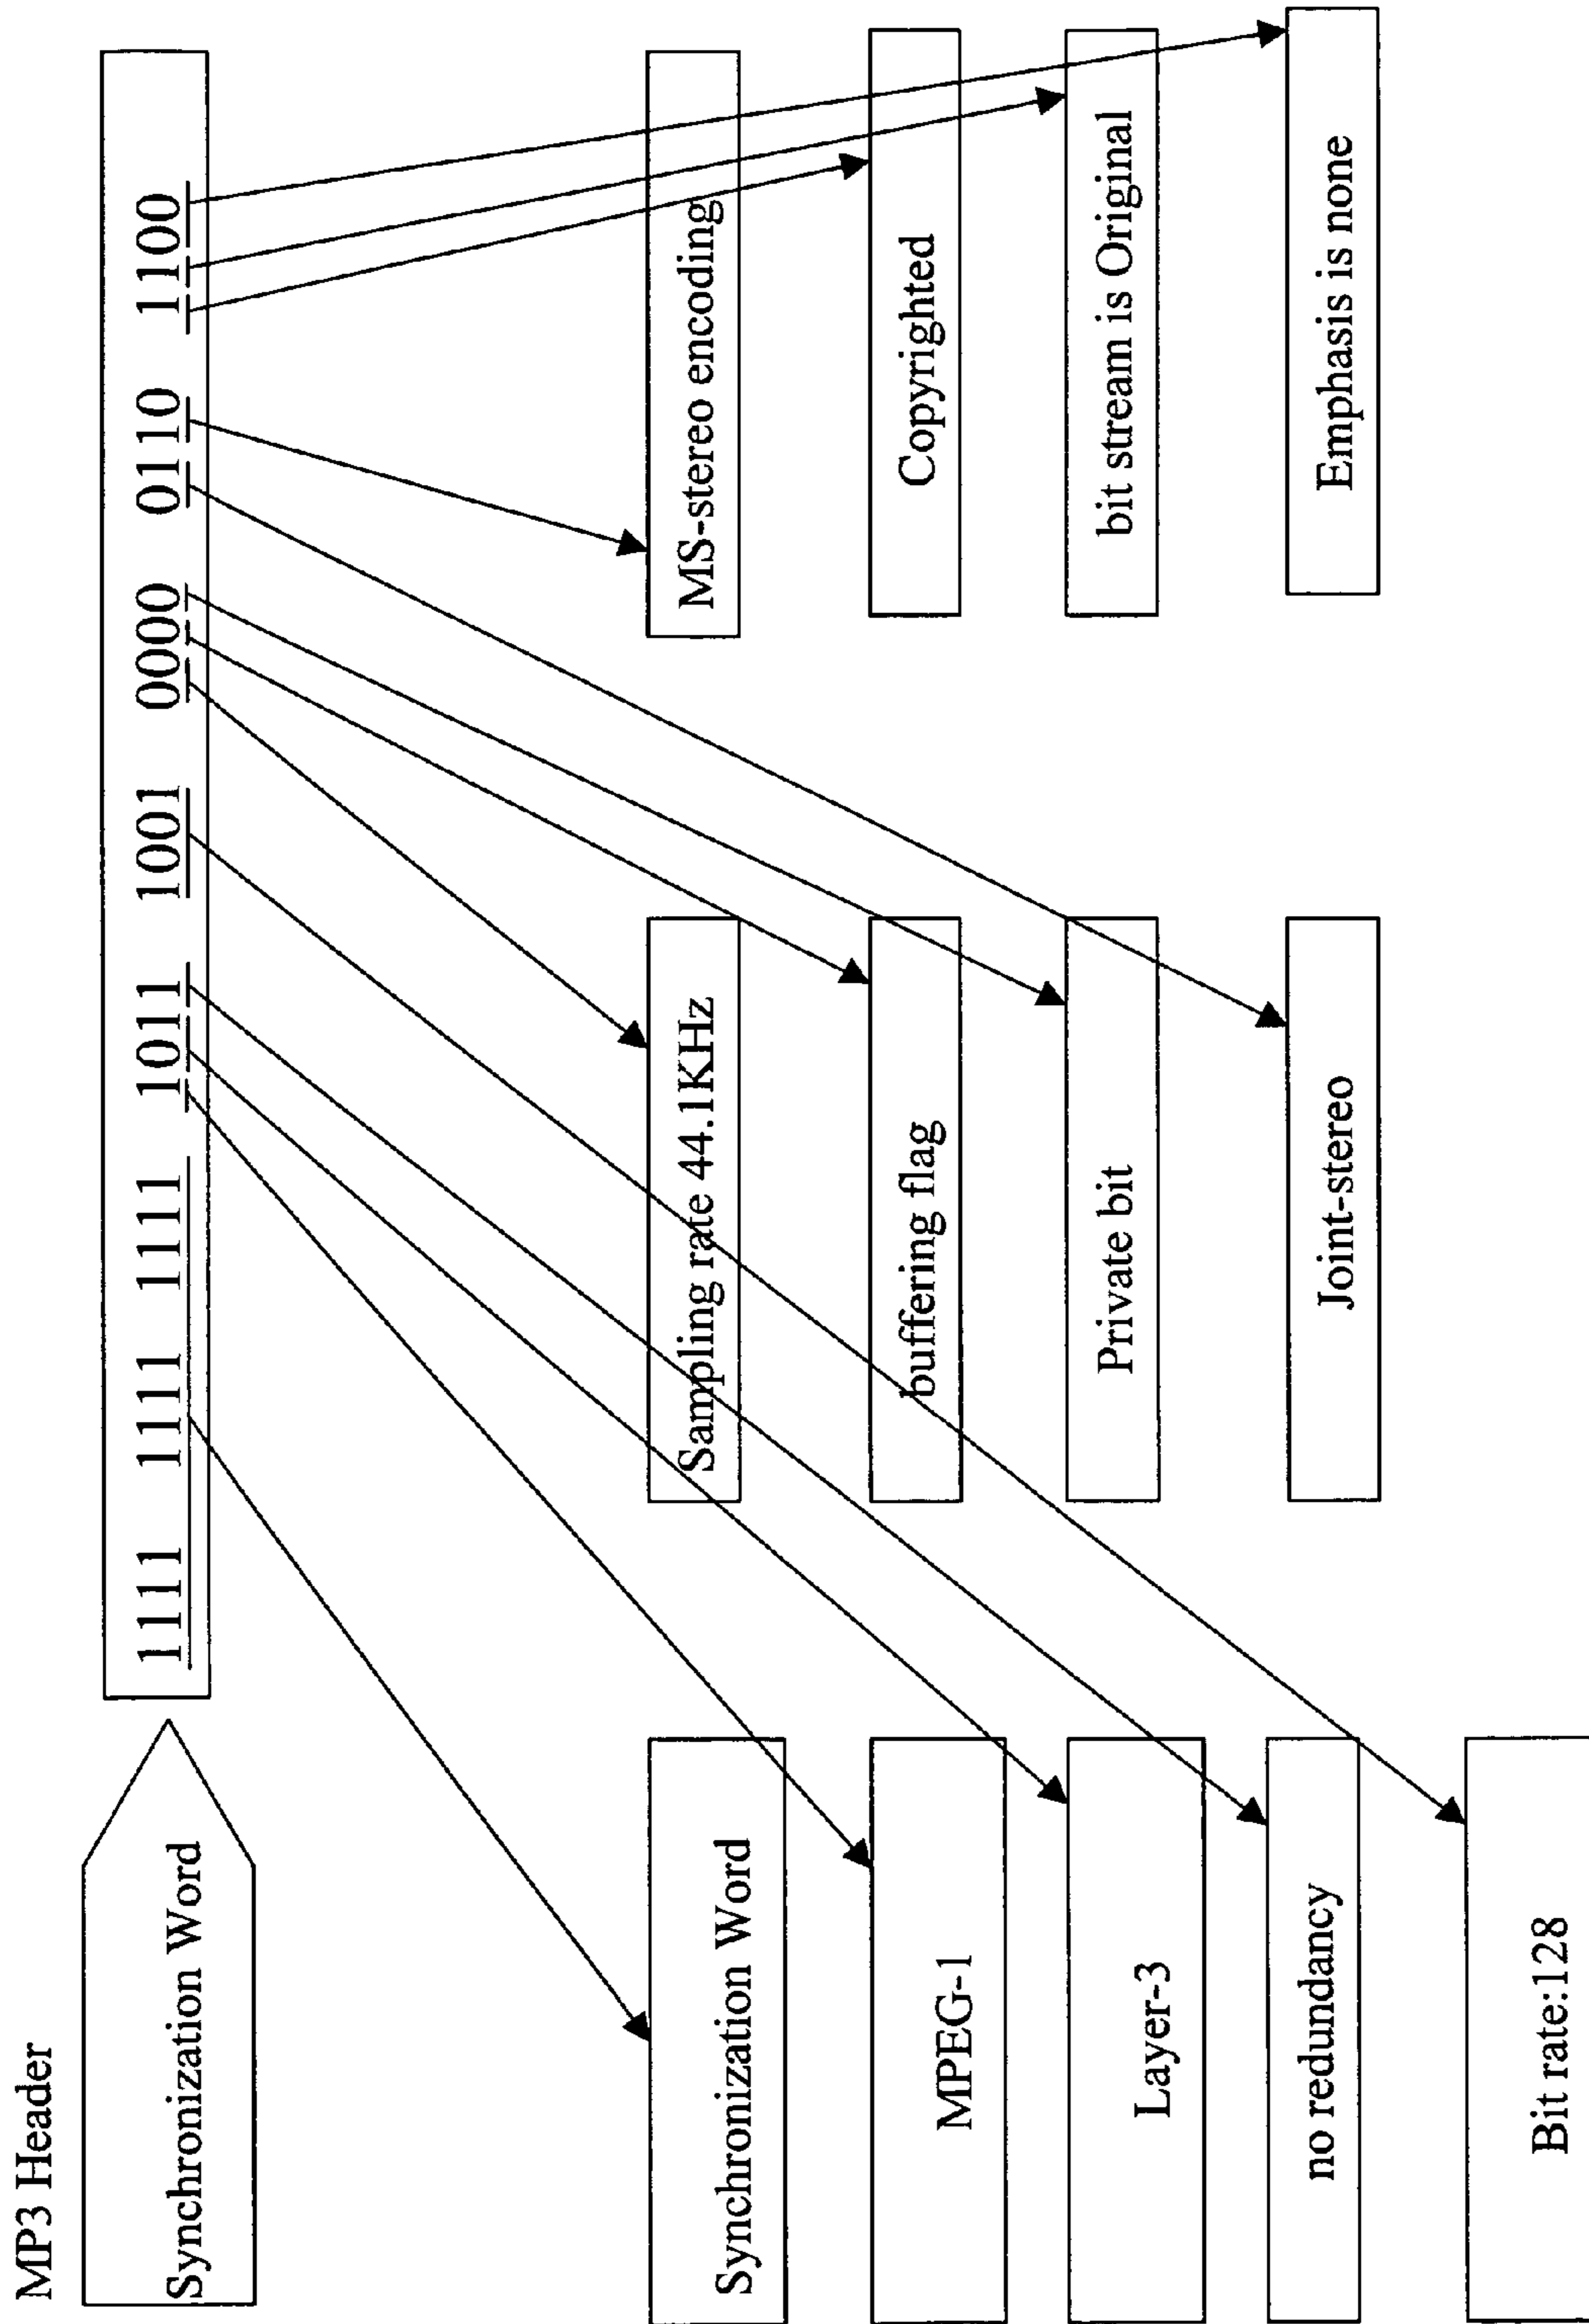 MP3 Header
Synchronization Word
1111 1111 1111 1011 1001 0000 0110 1100
Synchronization Word
Sampling rate 44.1KHz
MS-stereo encoding
MPEG-1
buffering flag
Copyrighted
Layer-3
Private bit
bit stream is Original
no redundancy
Joint-stereo
Emphasis is none
Bit rate:128